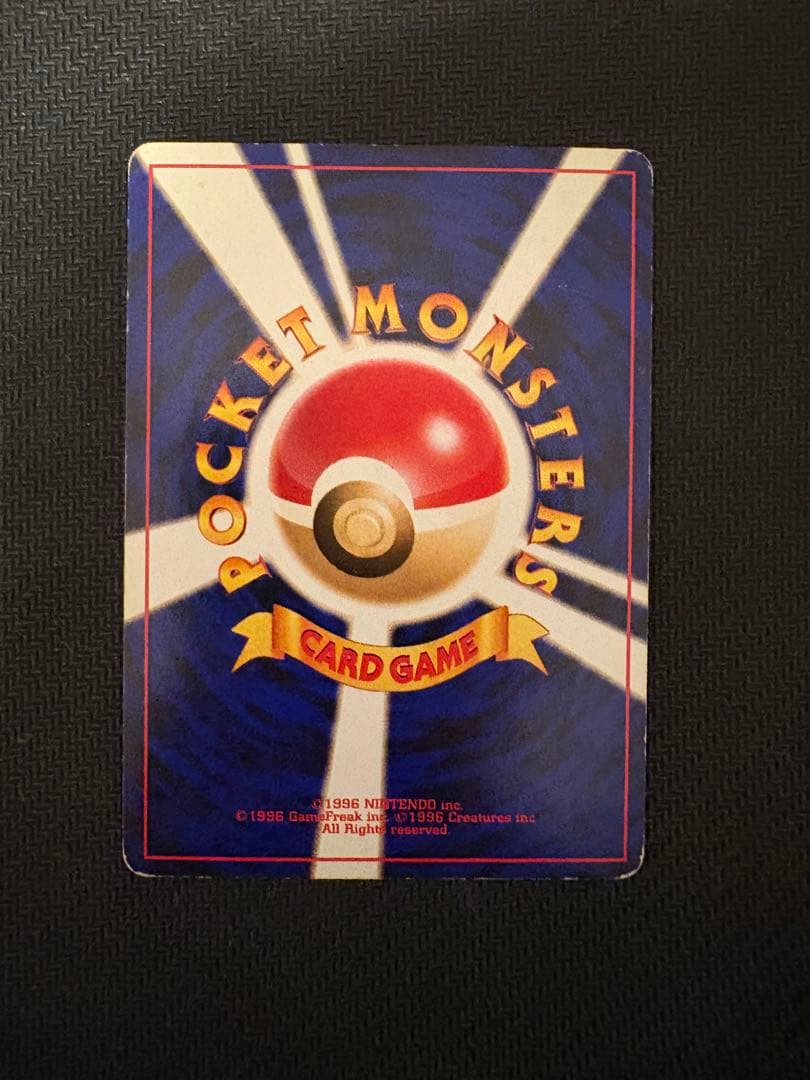 POCKET MONSTERS
CARD GAME
©1996 NINTENDO inc.
©1996 GameFreak inc. ©1996 Creatures inc
All Rights reserved.